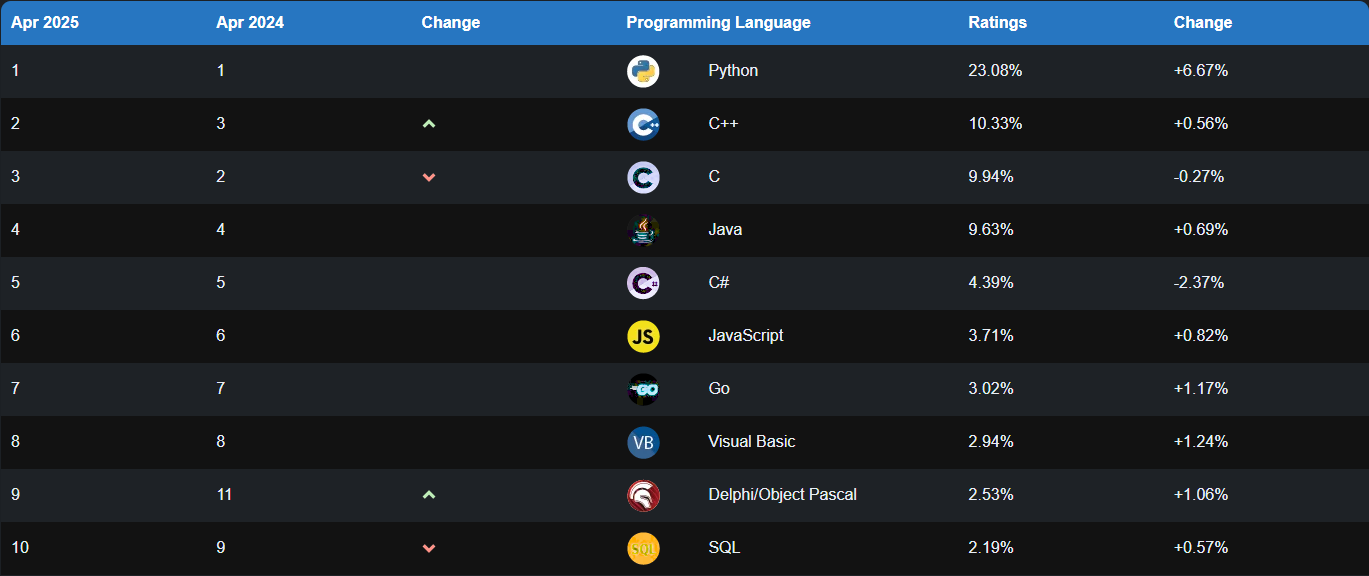 Apr 2025 Apr 2024 Change Programming Language Ratings Change
1 1 Python 23.08% +6.67%
2 3 C++ 10.33% +0.56%
3 2 C 9.94% -0.27%
4 4 Java 9.63% +0.69%
5 5 C# 4.39% -2.37%
6 6 JS JavaScript 3.71% +0.82%
7 7 GO Go 3.02% +1.17%
8 8 VB Visual Basic 2.94% +1.24%
9 11 Delphi/Object Pascal 2.53% +1.06%
10 9 SQL SQL 2.19% +0.57%